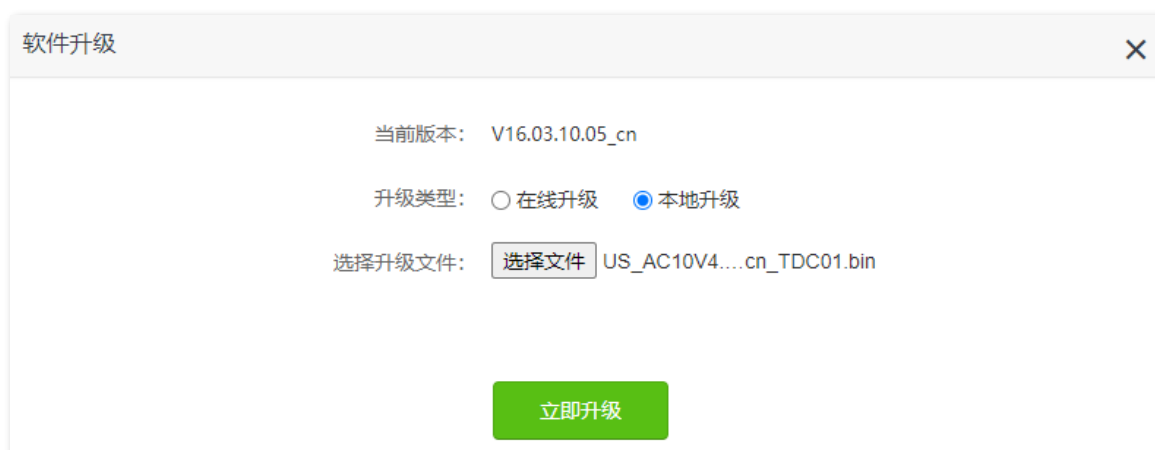 软件升级
当前版本： V16.03.10.05_cn
升级类型： 在线升级 本地升级
选择升级文件： 选择文件 US_AC10V4....cn_TDC01.bin
立即升级